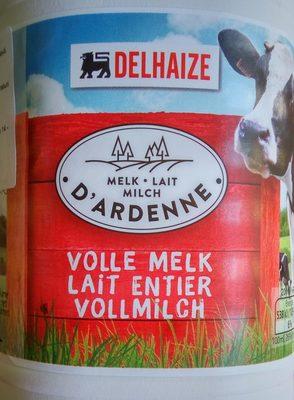 DELHAIZE
MELK • LAIT
MILCH
D'ARDENNE
VOLLE MELK
LAIT ENTIER
VOLLMILCH